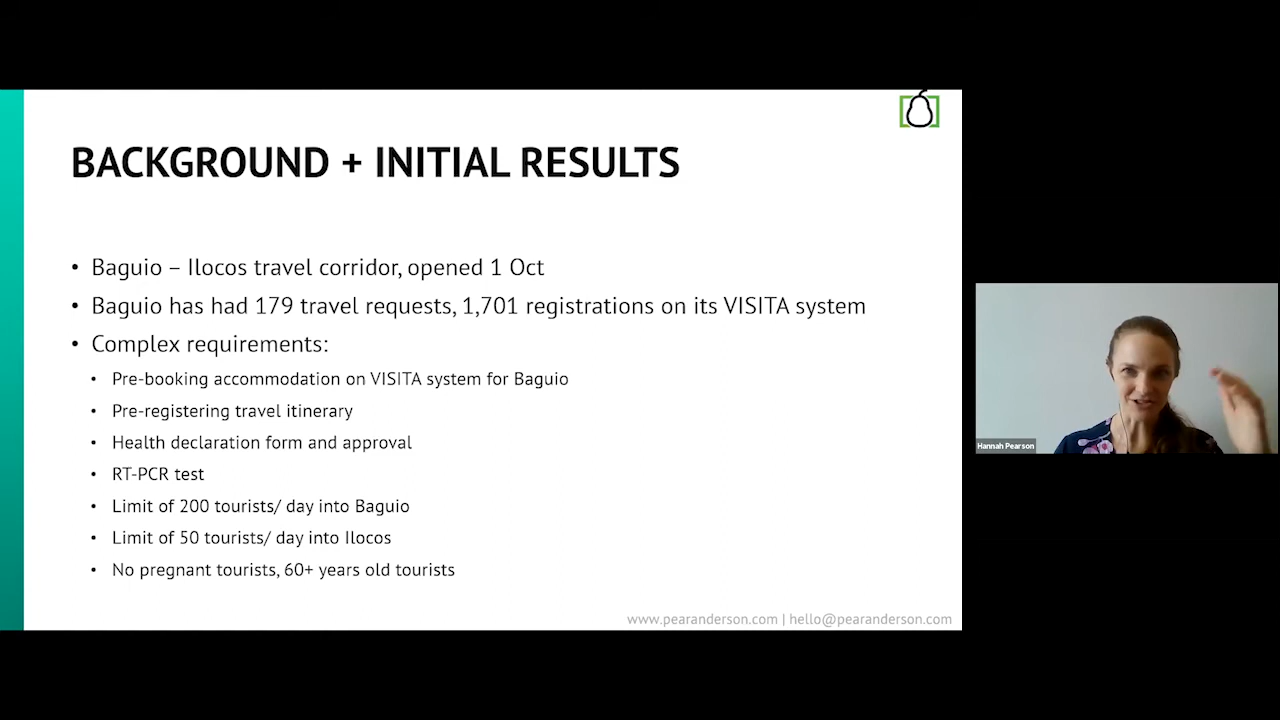 BACKGROUND + INITIAL RESULTS
• Baguio – Ilocos travel corridor, opened 1 Oct
• Baguio has had 179 travel requests, 1,701 registrations on its VISITA system
• Complex requirements:
• Pre-booking accommodation on VISITA system for Baguio
• Pre-registering travel itinerary
• Health declaration form and approval
• RT-PCR test
• Limit of 200 tourists/ day into Baguio
• Limit of 50 tourists/ day into Ilocos
• No pregnant tourists, 60+ years old tourists
www.pearanderson.com | hello@pearanderson.com
Hannah Pearson